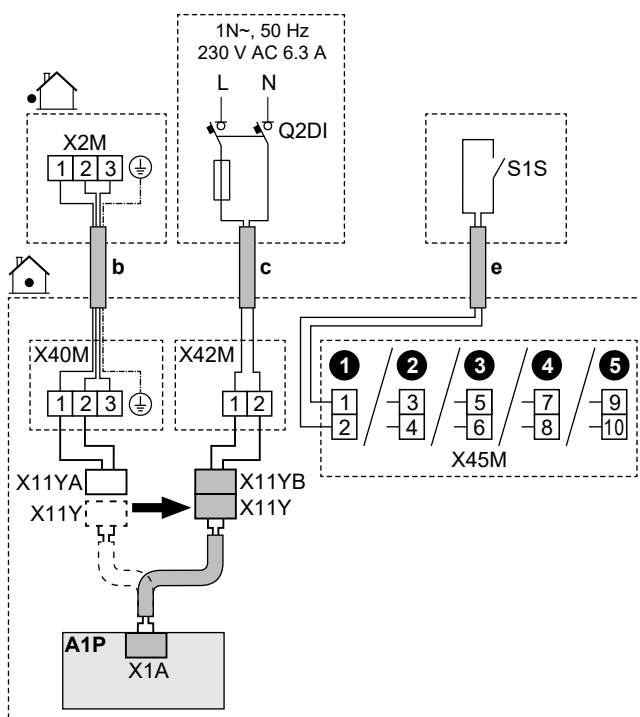 1N~, 50 Hz
230 V AC 6.3 A
L N
Q2DI
X2M
1 2 3
S1S
b
c
e
X40M
1 2 3
X42M
1 2
1 2 3 4 5
1 3 5 7 9
2 4 6 8 10
X45M
X11YA
X11Y
X11YB
X11Y
A1P
X1A